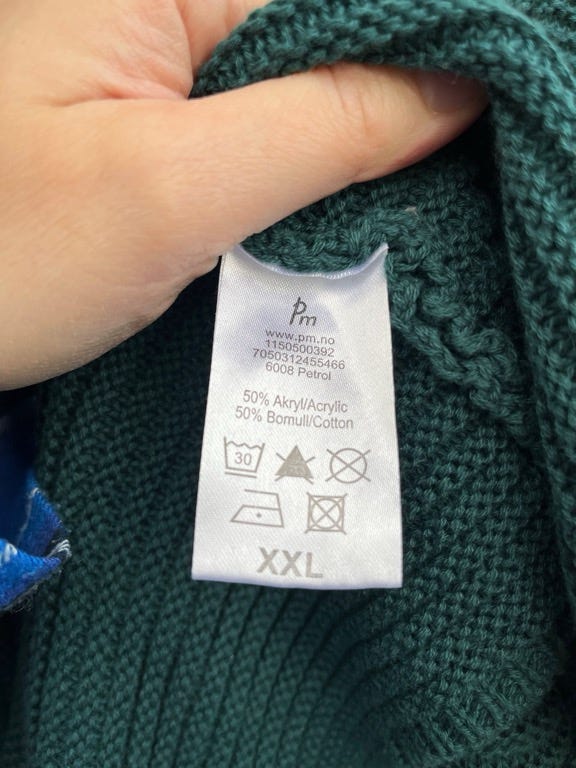 Pm
www.pm.no
1150500392
7050312455466
6008 Petrol
50% Akryl/Acrylic
50% Bomull/Cotton
30
XXL